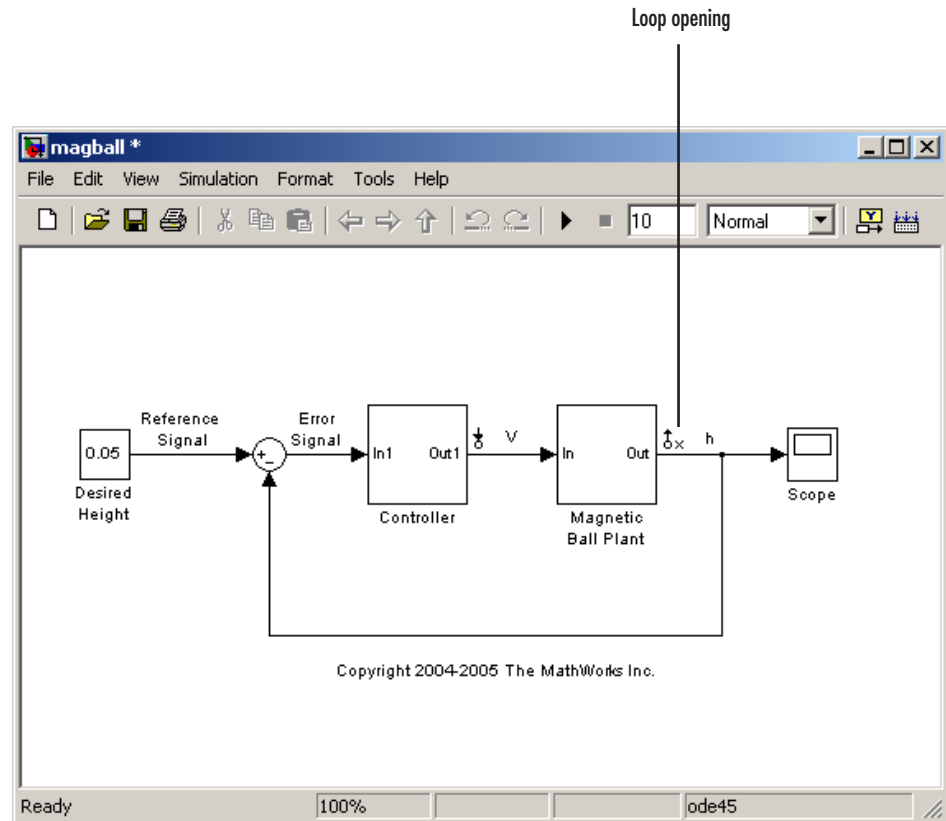 Loop opening
magball *
File Edit View Simulation Format Tools Help
10 Normal
Reference
Signal
Error
Signal
0.05
Desired
Height
+
−
In1 Out1
Controller
V
In Out
Magnetic
Ball Plant
x
h
Scope
Copyright 2004-2005 The MathWorks Inc.
Ready 100% ode45